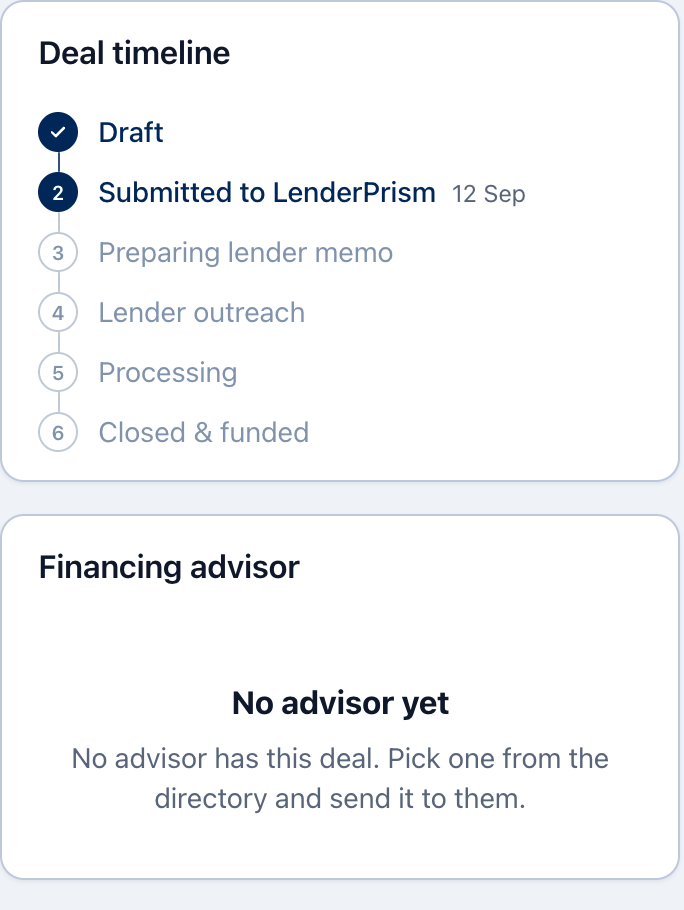 Deal timeline
Draft
2 Submitted to LenderPrism 12 Sep
3 Preparing lender memo
4 Lender outreach
5 Processing
6 Closed & funded
Financing advisor
No advisor yet
No advisor has this deal. Pick one from the
directory and send it to them.